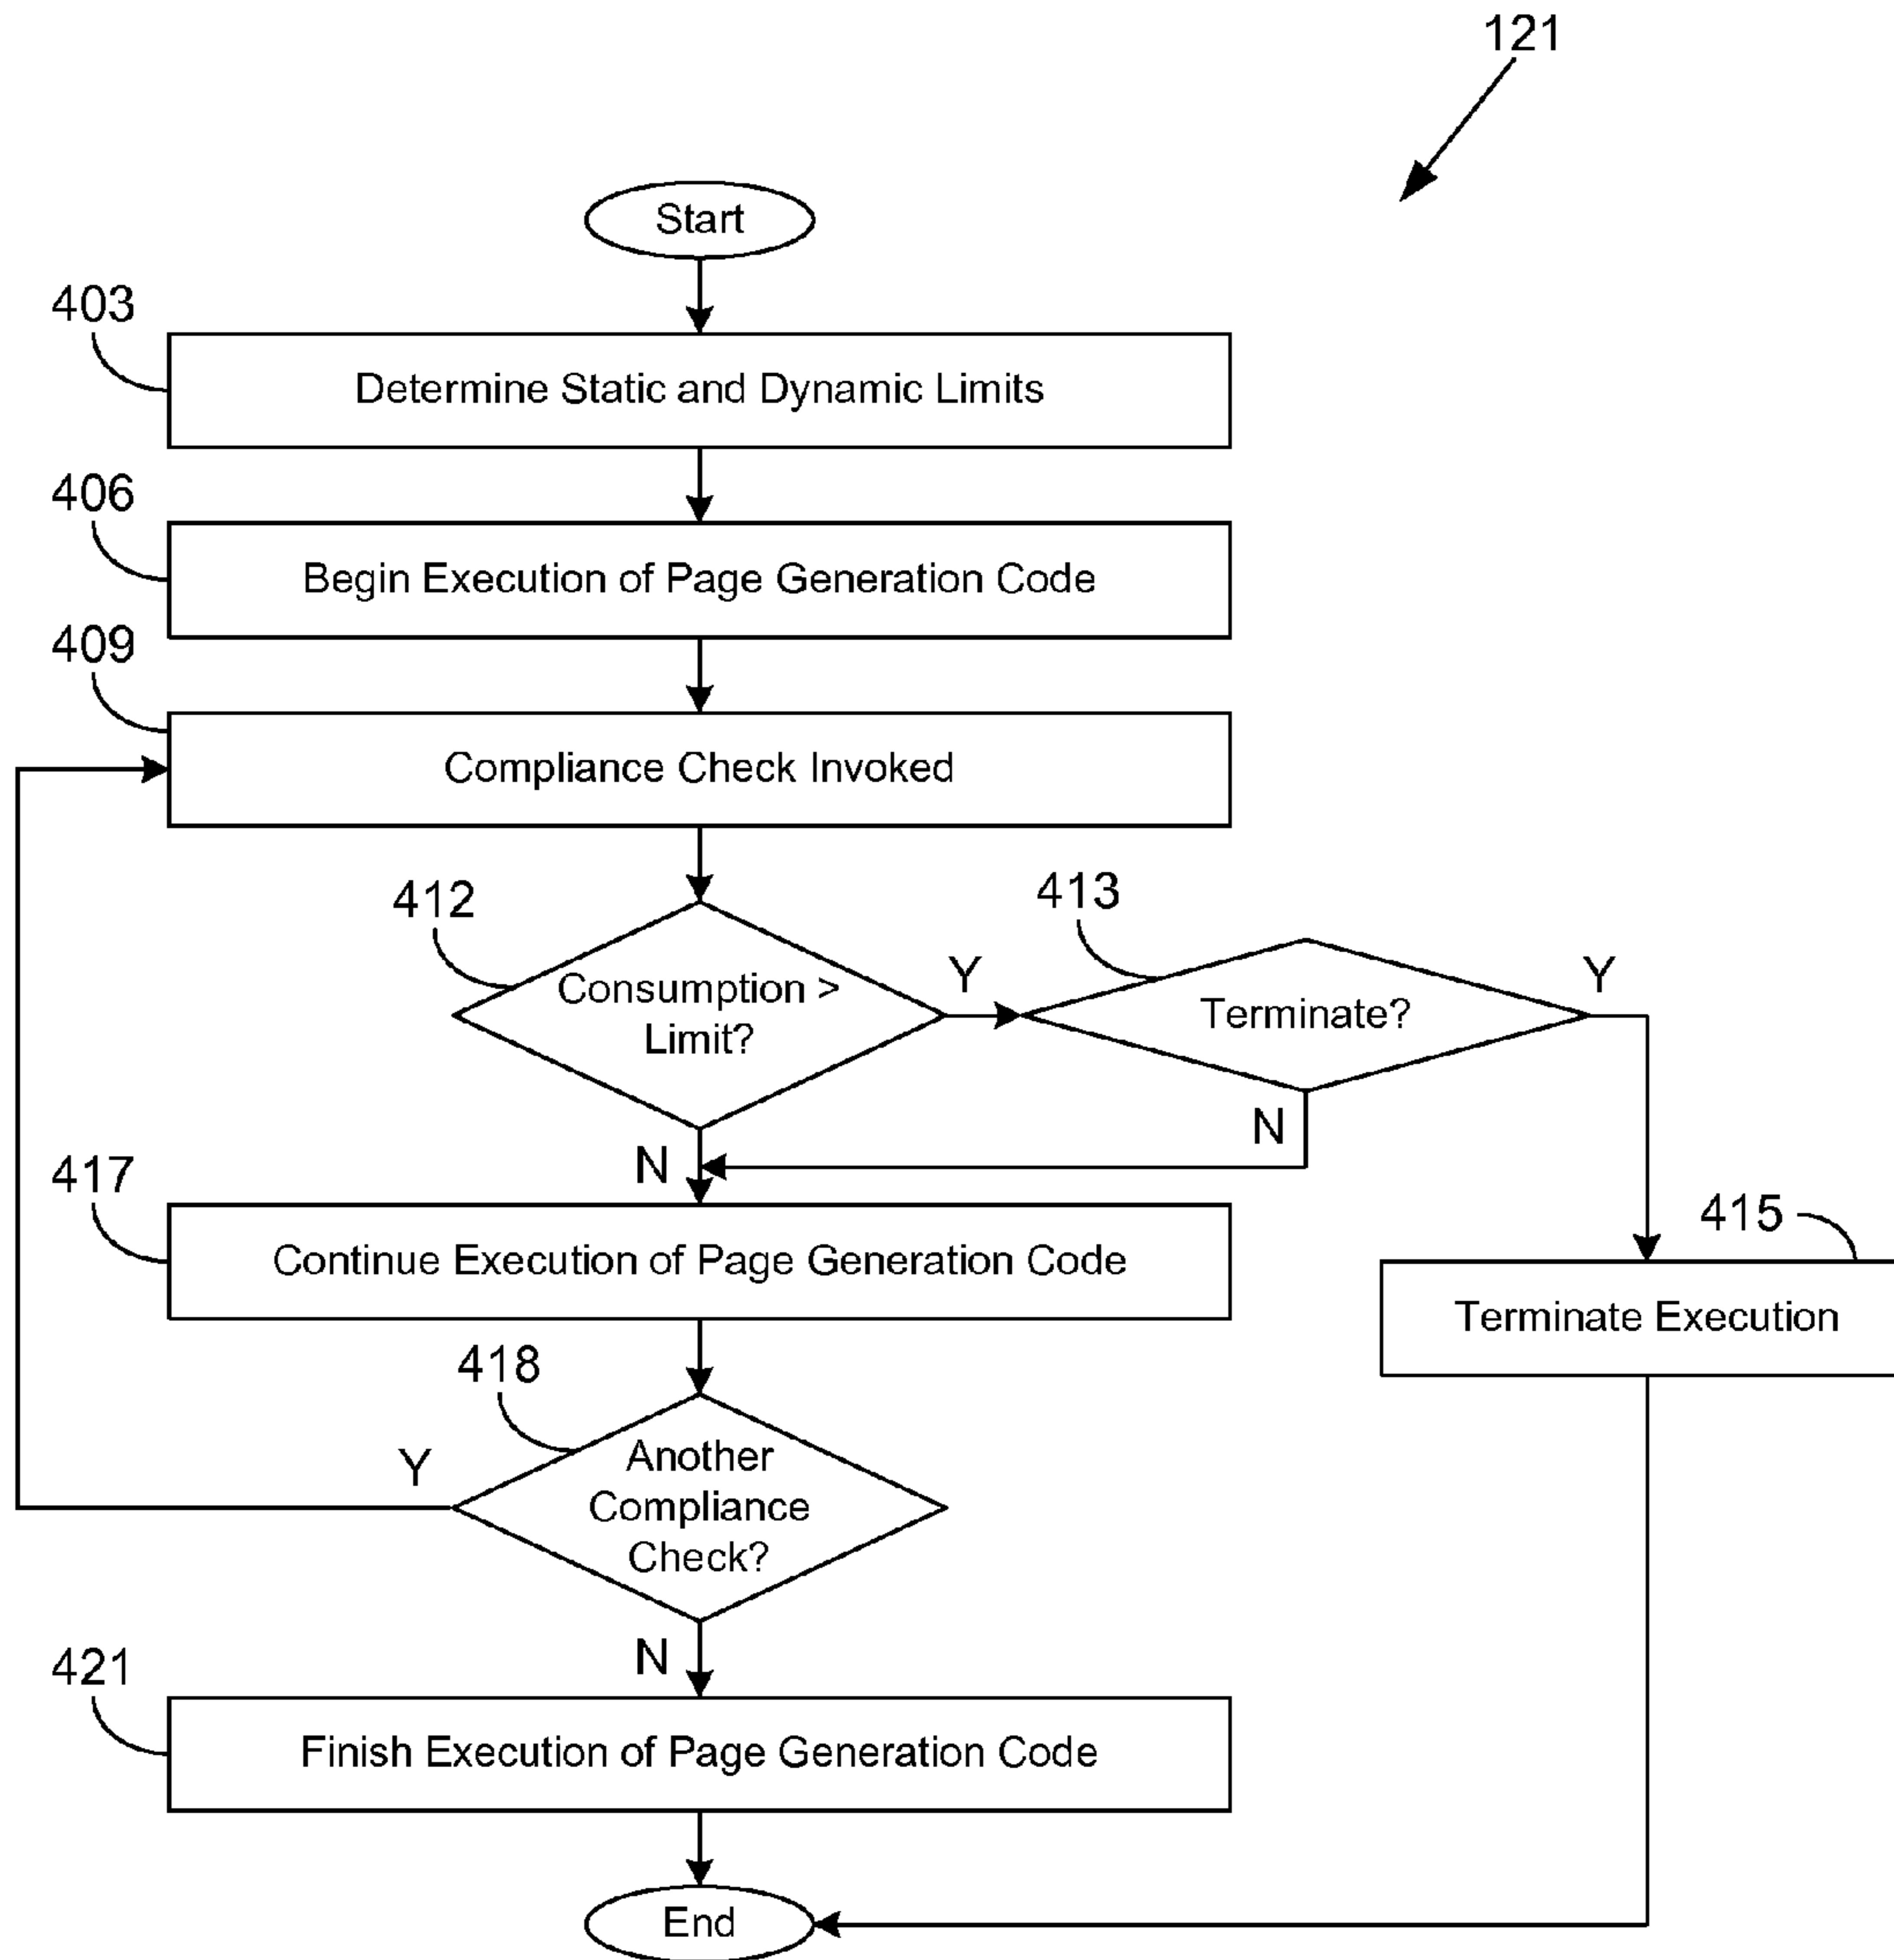 121
Start
403
Determine Static and Dynamic Limits
406
Begin Execution of Page Generation Code
409
Compliance Check Invoked
412
Consumption >
Limit?
Y
413
Terminate?
Y
N
N
417
Continue Execution of Page Generation Code
415
Terminate Execution
418
Another
Compliance
Check?
Y
N
421
Finish Execution of Page Generation Code
End